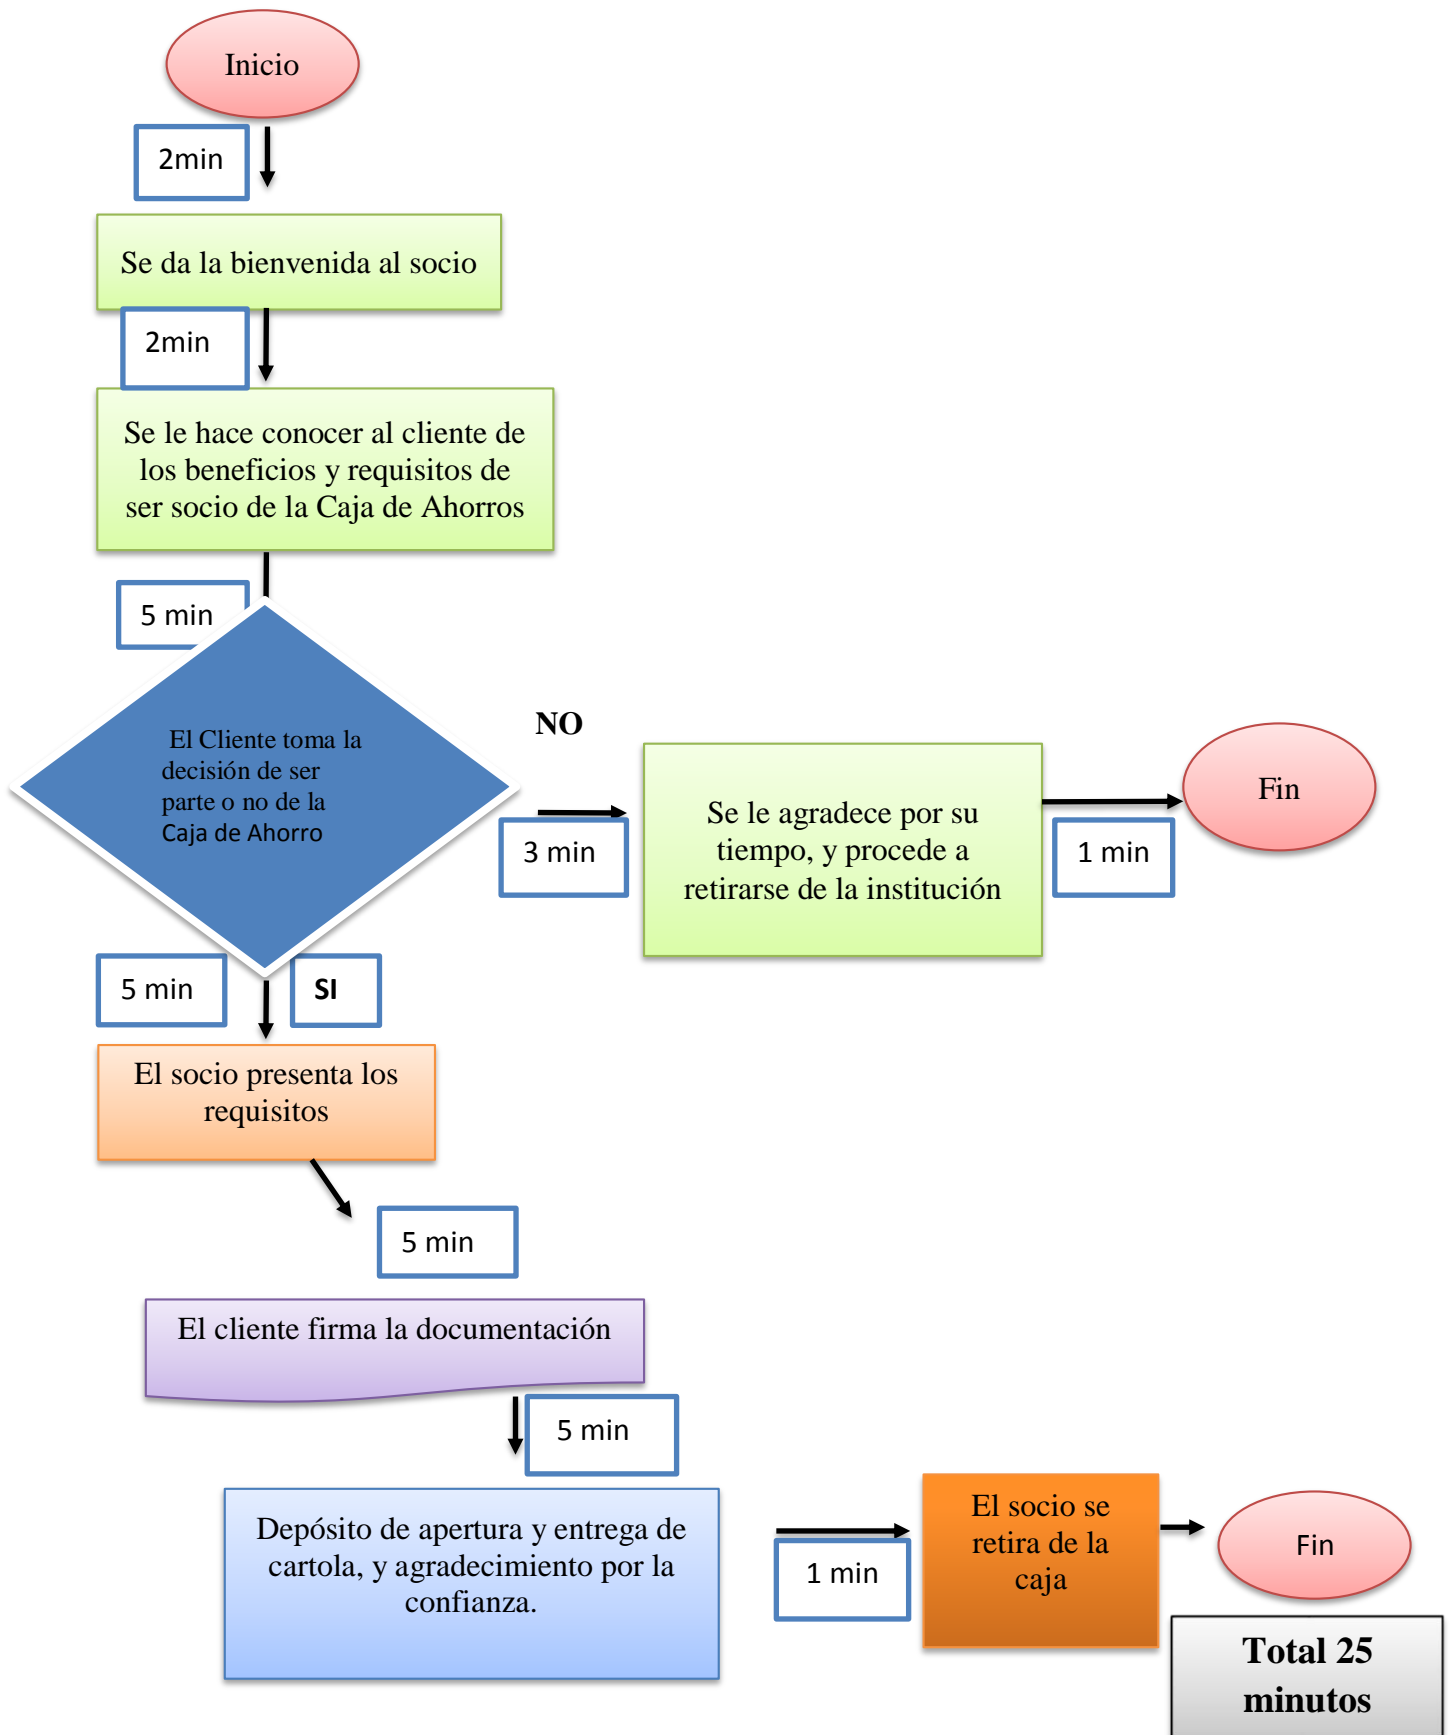 Inicio
2min
Se da la bienvenida al socio
2min
Se le hace conocer al cliente de
los beneficios y requisitos de
ser socio de la Caja de Ahorros
5 min
El Cliente toma la
decisión de ser
parte o no de la
Caja de Ahorro
NO
3 min
Se le agradece por su
tiempo, y procede a
retirarse de la institución
1 min
Fin
5 min
SI
El socio presenta los
requisitos
5 min
El cliente firma la documentación
5 min
Depósito de apertura y entrega de
cartola, y agradecimiento por la
confianza.
1 min
El socio se
retira de la
caja
Fin
Total 25
minutos